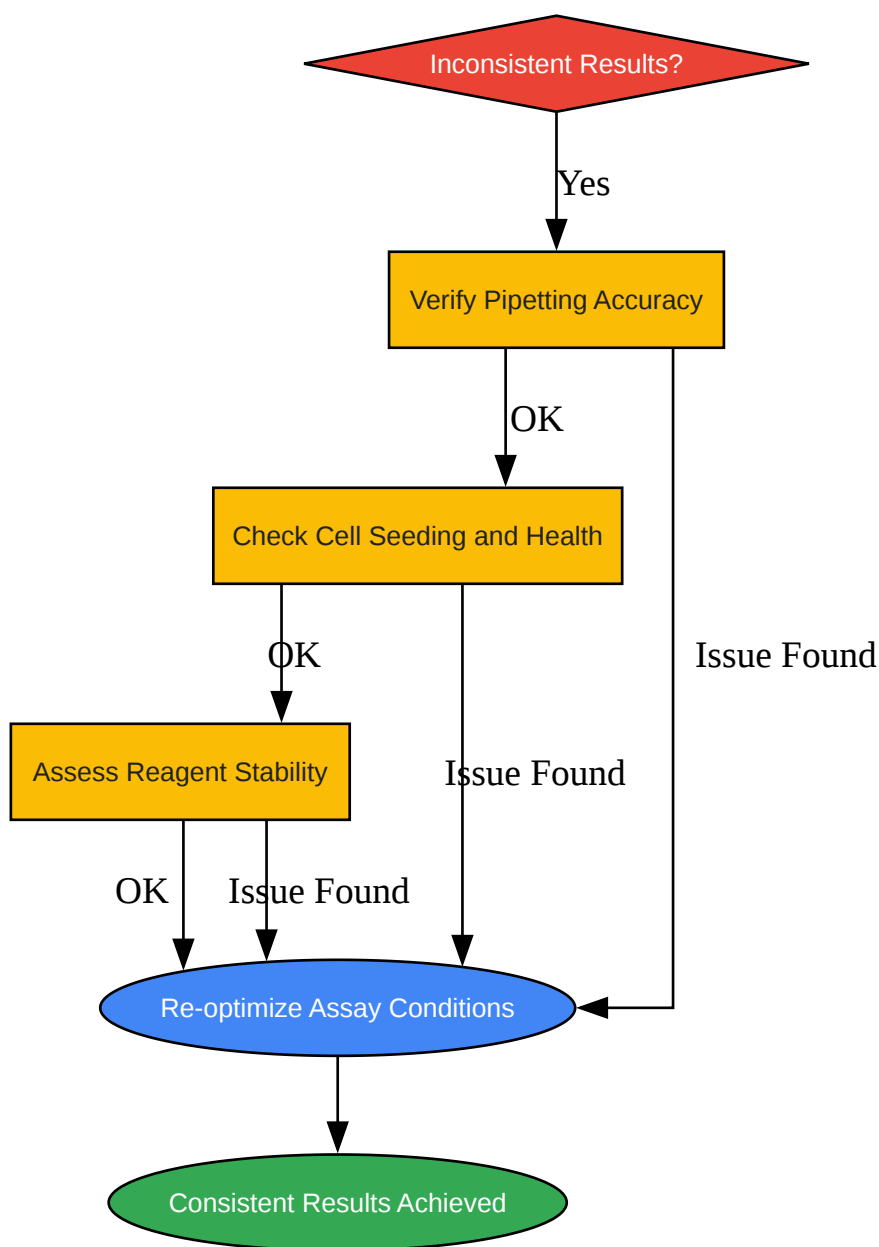 Inconsistent Results?
Yes
Verify Pipetting Accuracy
OK
Check Cell Seeding and Health
OK
Issue Found
Assess Reagent Stability
Issue Found
OK
Issue Found
Re-optimize Assay Conditions
Consistent Results Achieved